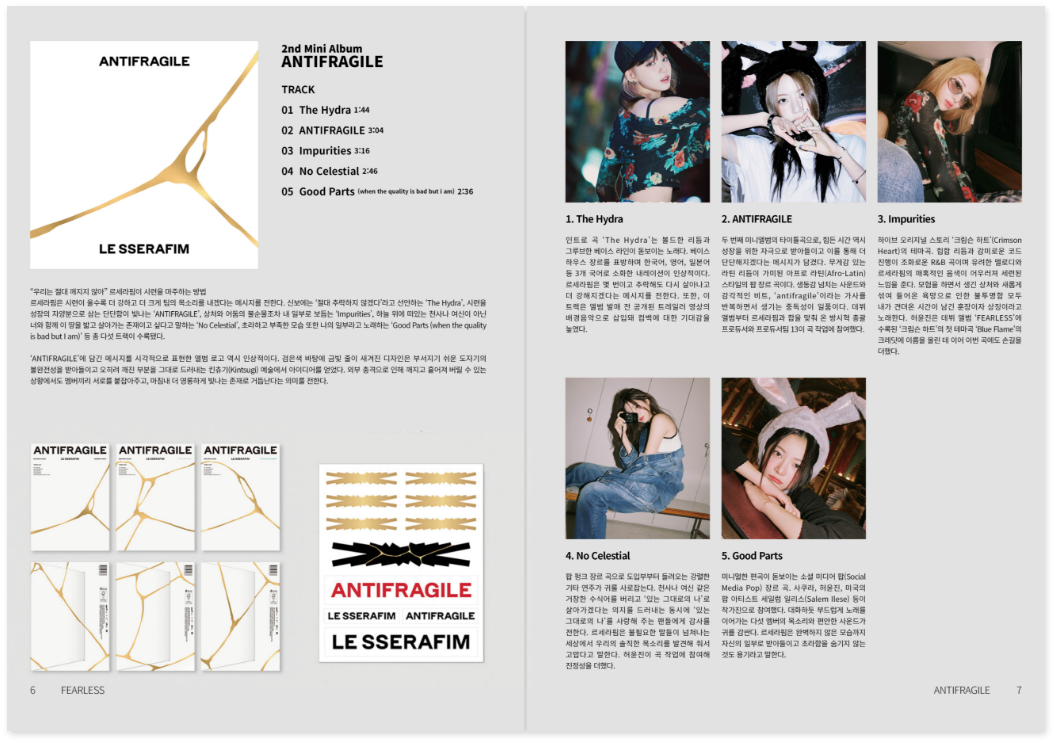 ANTIFRAGILE
LE SSERAFIM
2nd Mini Album
ANTIFRAGILE
TRACK
01 The Hydra 1:44
02 ANTIFRAGILE 3:04
03 Impurities 3:16
04 No Celestial 2:46
05 Good Parts (when the quality is bad but I am) 2:36
"우리는 절대 깨지지 않아" 르세라핌이 시련을 마주하는 방법
르세라핌은 시련이 올수록 더 강하고 더 크게 팀의 목소리를 내겠다는 메시지를 전한다. 신보에는 '절대 추락하지 않겠다'라고 선언하는 'The Hydra', 시련을
성장의 자양분으로 삼는 단단함이 빛나는 'ANTIFRAGILE', 상처와 어둠의 불순물조차 내 일부로 보듬는 'Impurities', 하늘 위에 떠있는 천사나 여신이 아닌
너와 함께 이 땅을 밟고 살아가는 존재이고 싶다고 말하는 'No Celestial', 초라하고 부족한 모습 또한 나의 일부라고 노래하는 'Good Parts (when the quality
is bad but I am)' 등 총 다섯 트랙이 수록됐다.
'ANTIFRAGILE'에 담긴 메시지를 시각적으로 표현한 앨범 로고 역시 인상적이다. 검은색 바탕에 금빛 줄이 새겨진 디자인은 부서지기 쉬운 도자기의
불완전성을 받아들이고 오히려 깨진 부분을 그대로 드러내는 킨츠기(Kintsugi) 예술에서 아이디어를 얻었다. 외부 충격으로 인해 깨지고 흩어져 버릴 수 있는
상황에서도 멤버끼리 서로를 붙잡아주고, 마침내 더 영롱하게 빛나는 존재로 거듭난다는 의미를 전한다.
ANTIFRAGILE ANTIFRAGILE ANTIFRAGILE
LE SSERAFIM LE SSERAFIM LE SSERAFIM
ANTIFRAGILE
LE SSERAFIM ANTIFRAGILE
LE SSERAFIM
6 FEARLESS
1. The Hydra
인트로 곡 'The Hydra'는 볼드한 리듬과
그루브한 베이스 라인이 돋보이는 노래다. 베이스
하우스 장르를 표방하며 한국어, 영어, 일본어
등 3개 국어로 소화한 내레이션이 인상적이다.
르세라핌은 몇 번이고 추락해도 다시 살아나고
더 강해지겠다는 메시지를 전한다. 또한, 이
트랙은 앨범 발매 전 공개된 트레일러 영상의
배경음악으로 삽입돼 컴백에 대한 기대감을
높였다.
2. ANTIFRAGILE
두 번째 미니앨범의 타이틀곡으로, 힘든 시간 역시
성장을 위한 자극으로 받아들이고 이를 통해 더
단단해지겠다는 메시지가 담겼다. 무게감 있는
라틴 리듬이 가미된 아프로 라틴(Afro-Latin)
스타일의 팝 장르 곡이다. 생동감 넘치는 사운드와
감각적인 비트, 'antifragile'이라는 가사를
반복하면서 생기는 중독성이 일품이다. 데뷔
앨범부터 르세라핌과 합을 맞춰 온 방시혁 총괄
프로듀서와 프로듀서팀 13이 곡 작업에 참여했다.
3. Impurities
하이브 오리지널 스토리 '크림슨 하트'(Crimson
Heart)의 테마곡. 힙합 리듬과 감미로운 코드
진행이 조화로운 R&B 곡이며 유려한 멜로디와
르세라핌의 매혹적인 음색이 어우러져 세련된
느낌을 준다. 모험을 하면서 생긴 상처와 새롭게
섞여 들어온 욕망으로 인한 불투명함 모두
내가 견뎌온 시간이 남긴 훈장이자 상징이라고
노래한다. 허윤진은 데뷔 앨범 'FEARLESS'에
수록된 '크림슨 하트'의 첫 테마곡 'Blue Flame'의
크레딧에 이름을 올린 데 이어 이번 곡에도 손길을
더했다.
4. No Celestial
팝 펑크 장르 곡으로 도입부부터 들려오는 강렬한
기타 연주가 귀를 사로잡는다. 천사나 여신 같은
거창한 수식어를 버리고 '있는 그대로의 나'로
살아가겠다는 의지를 드러내는 동시에 '있는
그대로의 나'를 사랑해 주는 팬들에게 감사를
전한다. 르세라핌은 불필요한 말들이 넘쳐나는
세상에서 우리의 솔직한 목소리를 발견해 줘서
고맙다고 말한다. 허윤진이 곡 작업에 참여해
진정성을 더했다.
5. Good Parts
미니멀한 편곡이 돋보이는 소셜 미디어 팝(Social
Media Pop) 장르 곡. 사쿠라, 허윤진, 미국의
팝 아티스트 세일럼 일리스(Salem Ilese) 등이
작가진으로 참여했다. 대화하듯 부드럽게 노래를
이어가는 다섯 멤버의 목소리와 편안한 사운드가
귀를 감싼다. 르세라핌은 완벽하지 않은 모습까지
자신의 일부로 받아들이고 초라함을 숨기지 않는
것도 용기라고 말한다.
ANTIFRAGILE 7